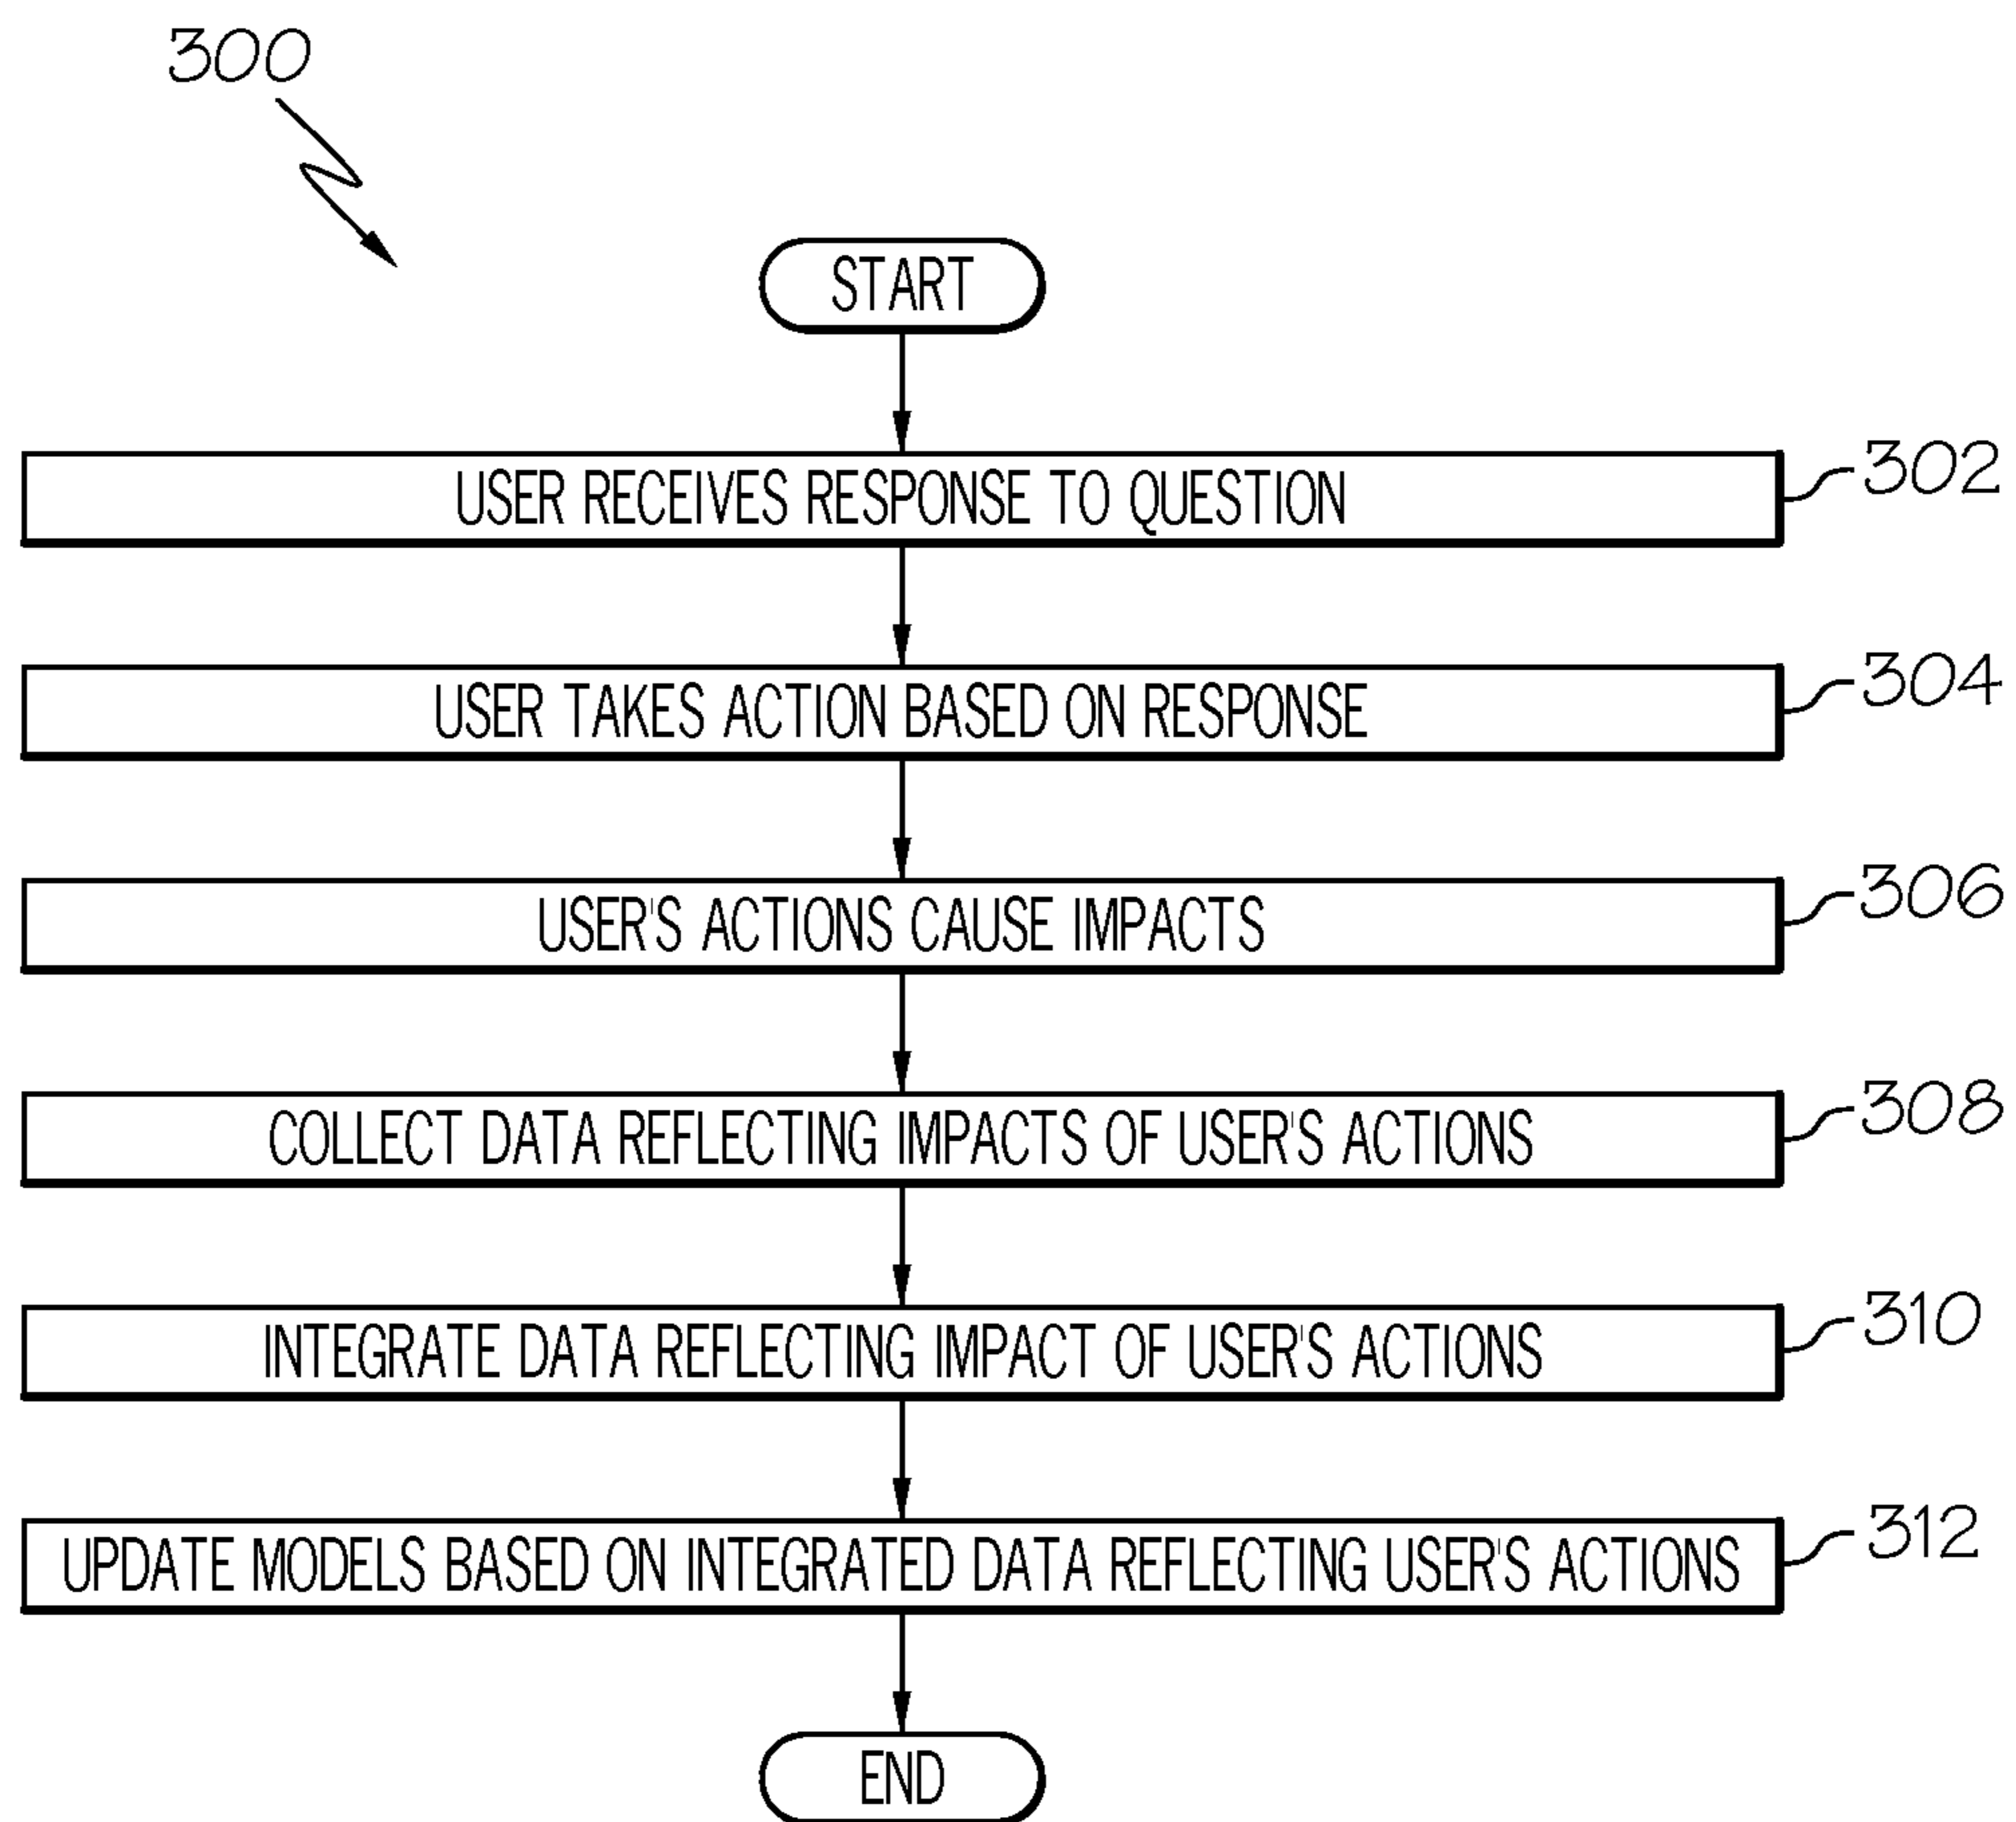 300
START
USER RECEIVES RESPONSE TO QUESTION
302
USER TAKES ACTION BASED ON RESPONSE
304
USER'S ACTIONS CAUSE IMPACTS
306
COLLECT DATA REFLECTING IMPACTS OF USER'S ACTIONS
308
INTEGRATE DATA REFLECTING IMPACT OF USER'S ACTIONS
310
UPDATE MODELS BASED ON INTEGRATED DATA REFLECTING USER'S ACTIONS
312
END